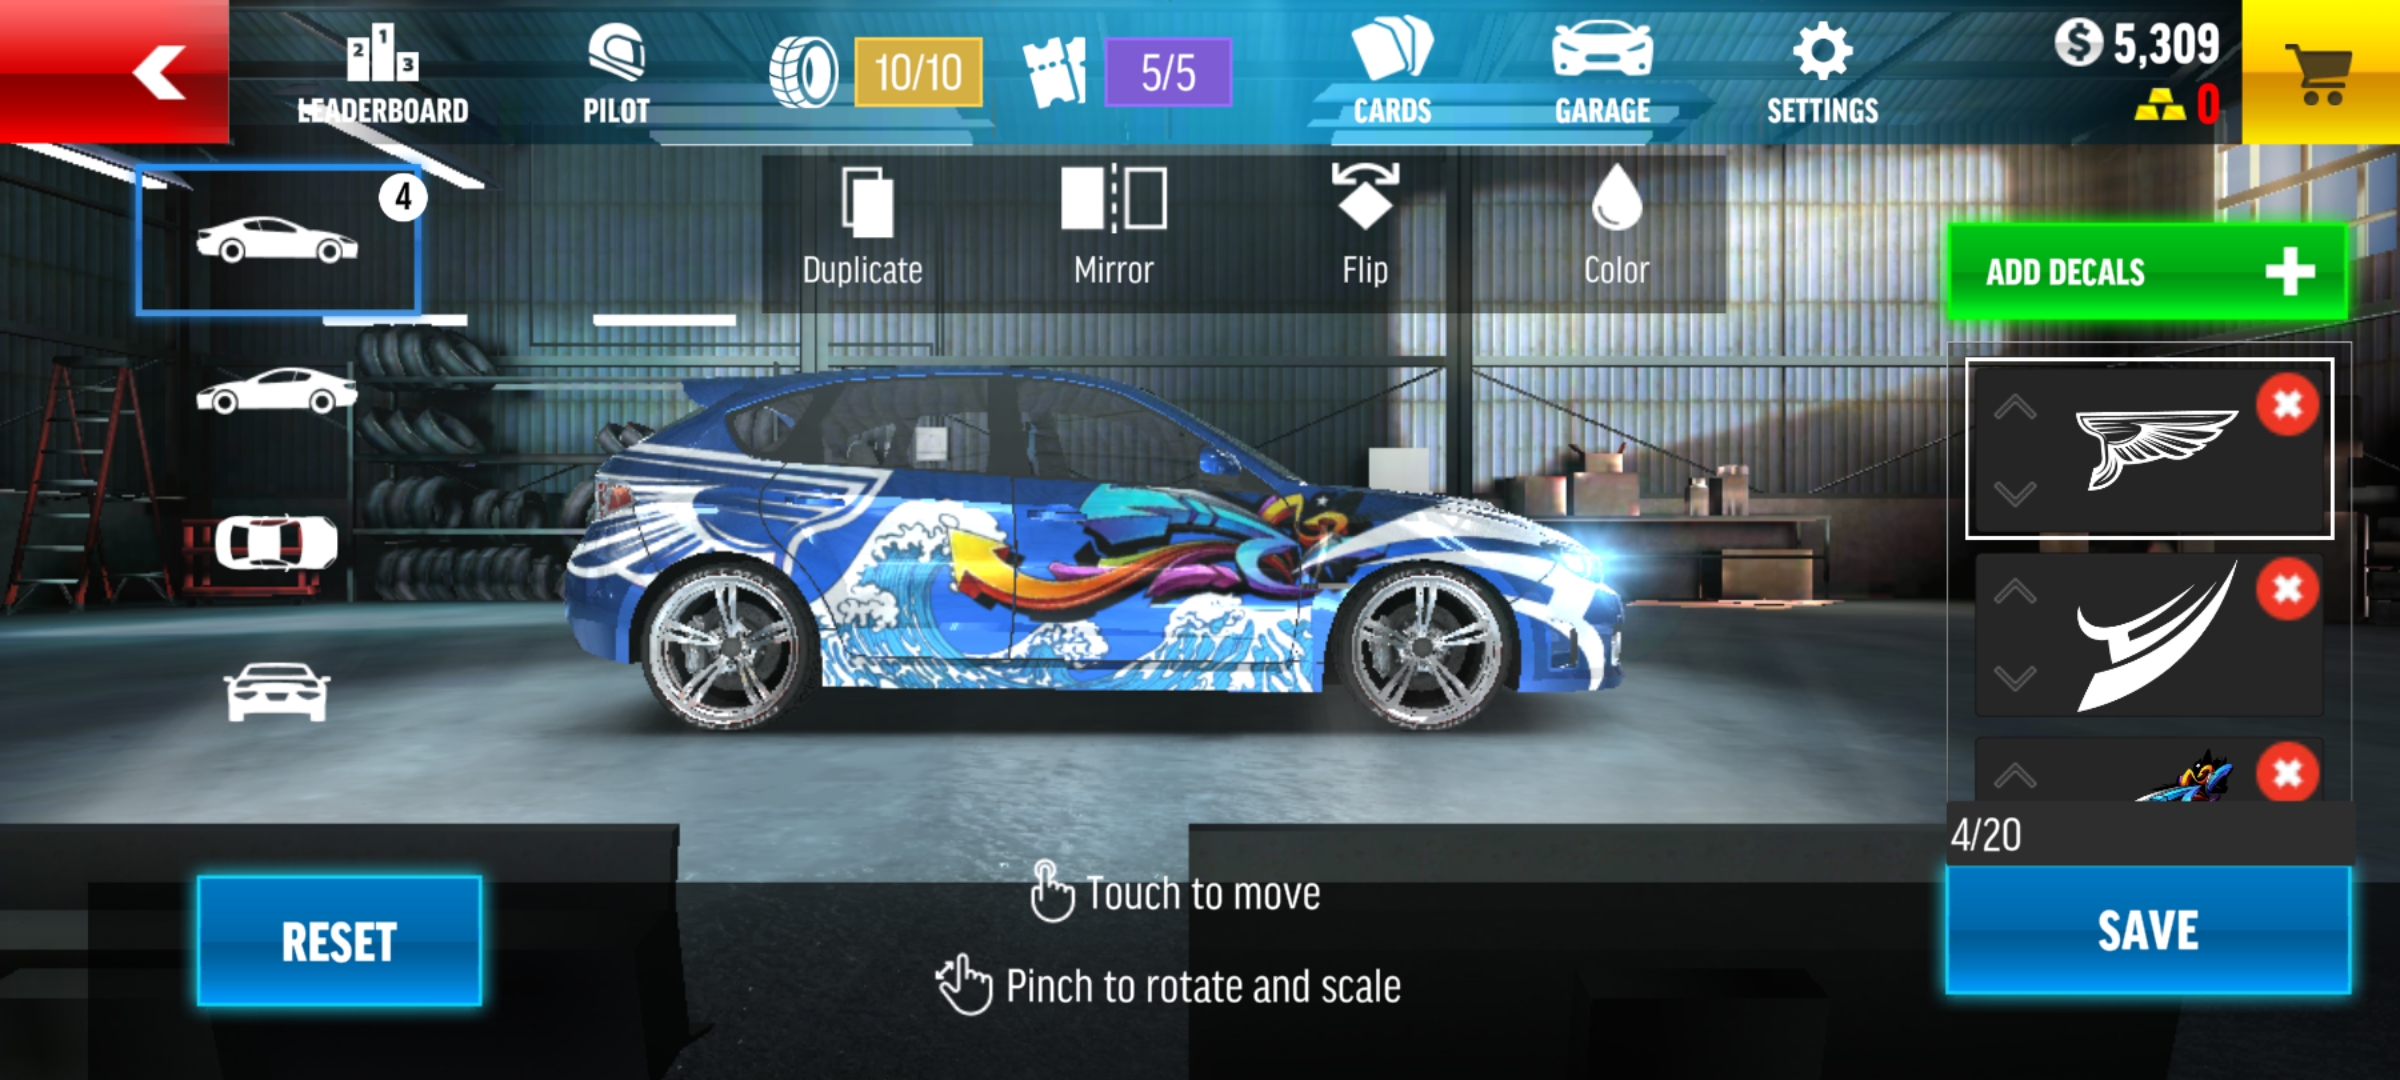 2 1 3
LEADERBOARD
PILOT
10/10
5/5
CARDS
GARAGE
SETTINGS
$ 5,309
0
4
Duplicate
Mirror
Flip
Color
ADD DECALS
4/20
RESET
Touch to move
Pinch to rotate and scale
SAVE